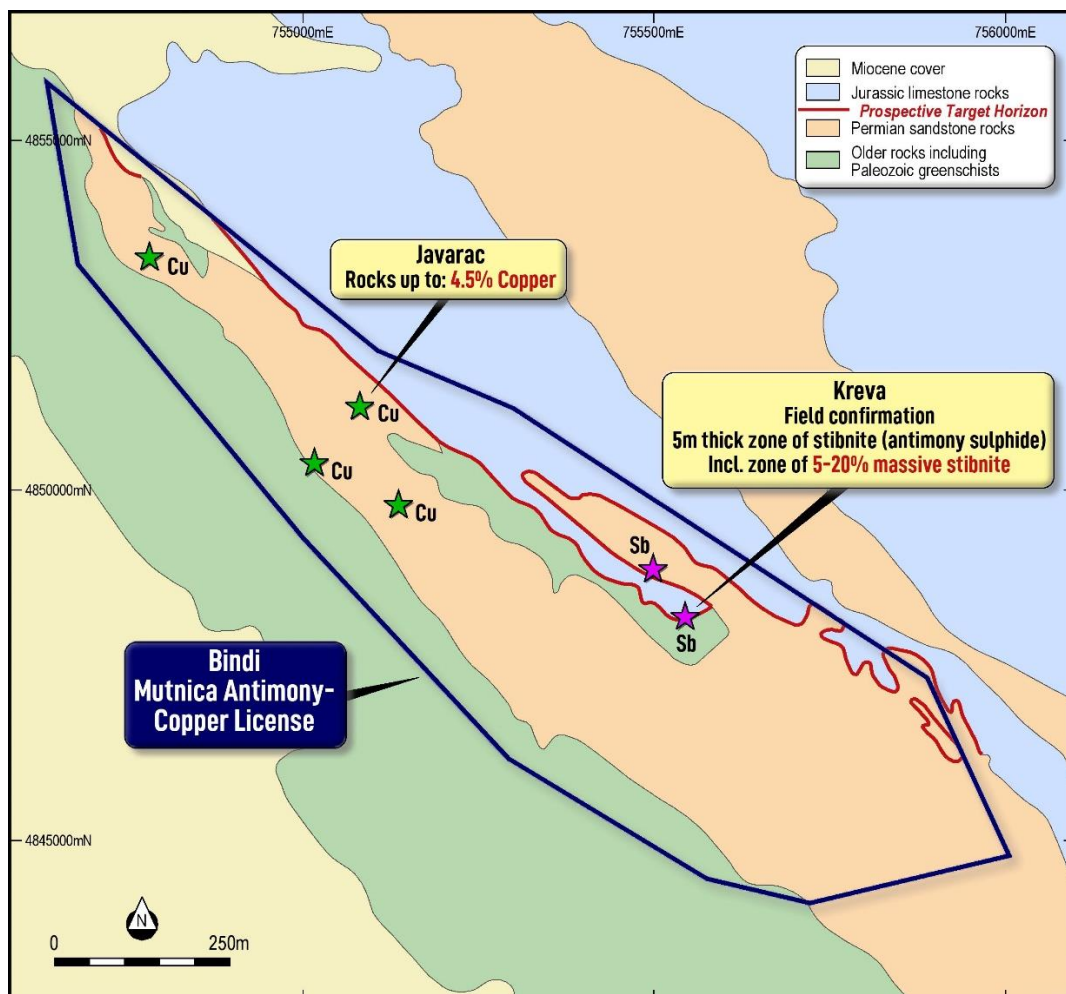 755000mE
755500mE
756000mE
Miocene cover
Jurassic limestone rocks
Prospective Target Horizon
Permian sandstone rocks
Older rocks including
Paleozoic greenschists
4855000mN
Javarac
Rocks up to: 4.5% Copper
Cu
Cu
Kreva
Field confirmation
5m thick zone of stibnite (antimony sulphide)
Incl. zone of 5-20% massive stibnite
Cu
4850000mN
Cu
Sb
Sb
Bindi
Mutnica Antimony-
Copper License
4845000mN
N
0 250m